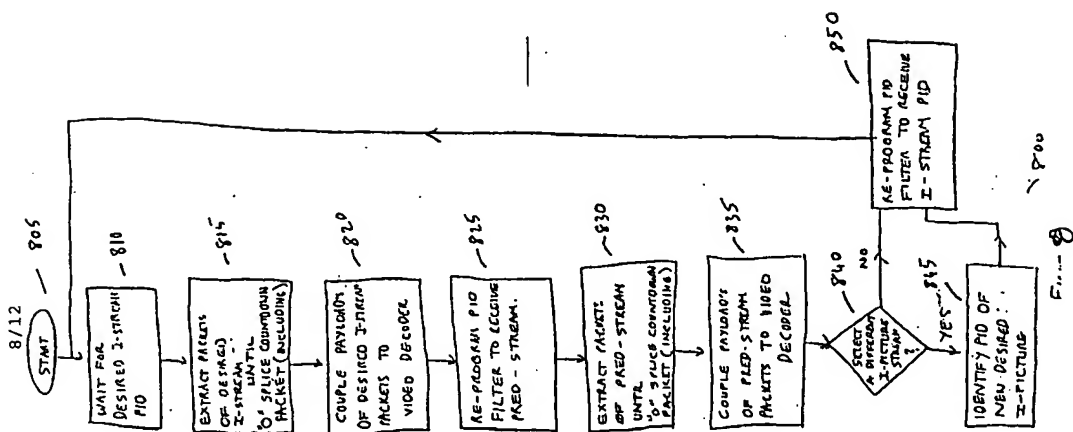 8/12
START
805
WAIT FOR
DESIRED I-STREAM
PID
810
EXTRACT PACKETS
OF DESIRED
I-STREAM
UNTIL
"0" SPLICE COUNTDOWN
PACKET (INCLUDING)
815
COUPLE PAYLOADS
OF DESIRED I-STREAM
PACKETS TO
VIDEO DECODER
820
RE-PROGRAM PID
FILTER TO RECEIVE
PRED-STREAM.
825
EXTRACT PACKETS
OF PRED-STREAM
UNTIL
"0" SPLICE COUNTDOWN
PACKET (INCLUDING)
830
COUPLE PAYLOAD'S
OF PRED-STREAM
PACKETS TO VIDEO
DECODER
835
SELECT
A DIFFERENT
I-PICTURE
STREAM
?
840
NO
YES
845
IDENTIFY PID OF
NEW DESIRED
I-PICTURE
RE-PROGRAM PID
FILTER TO RECEIVE
I-STREAM PID
850
800
8